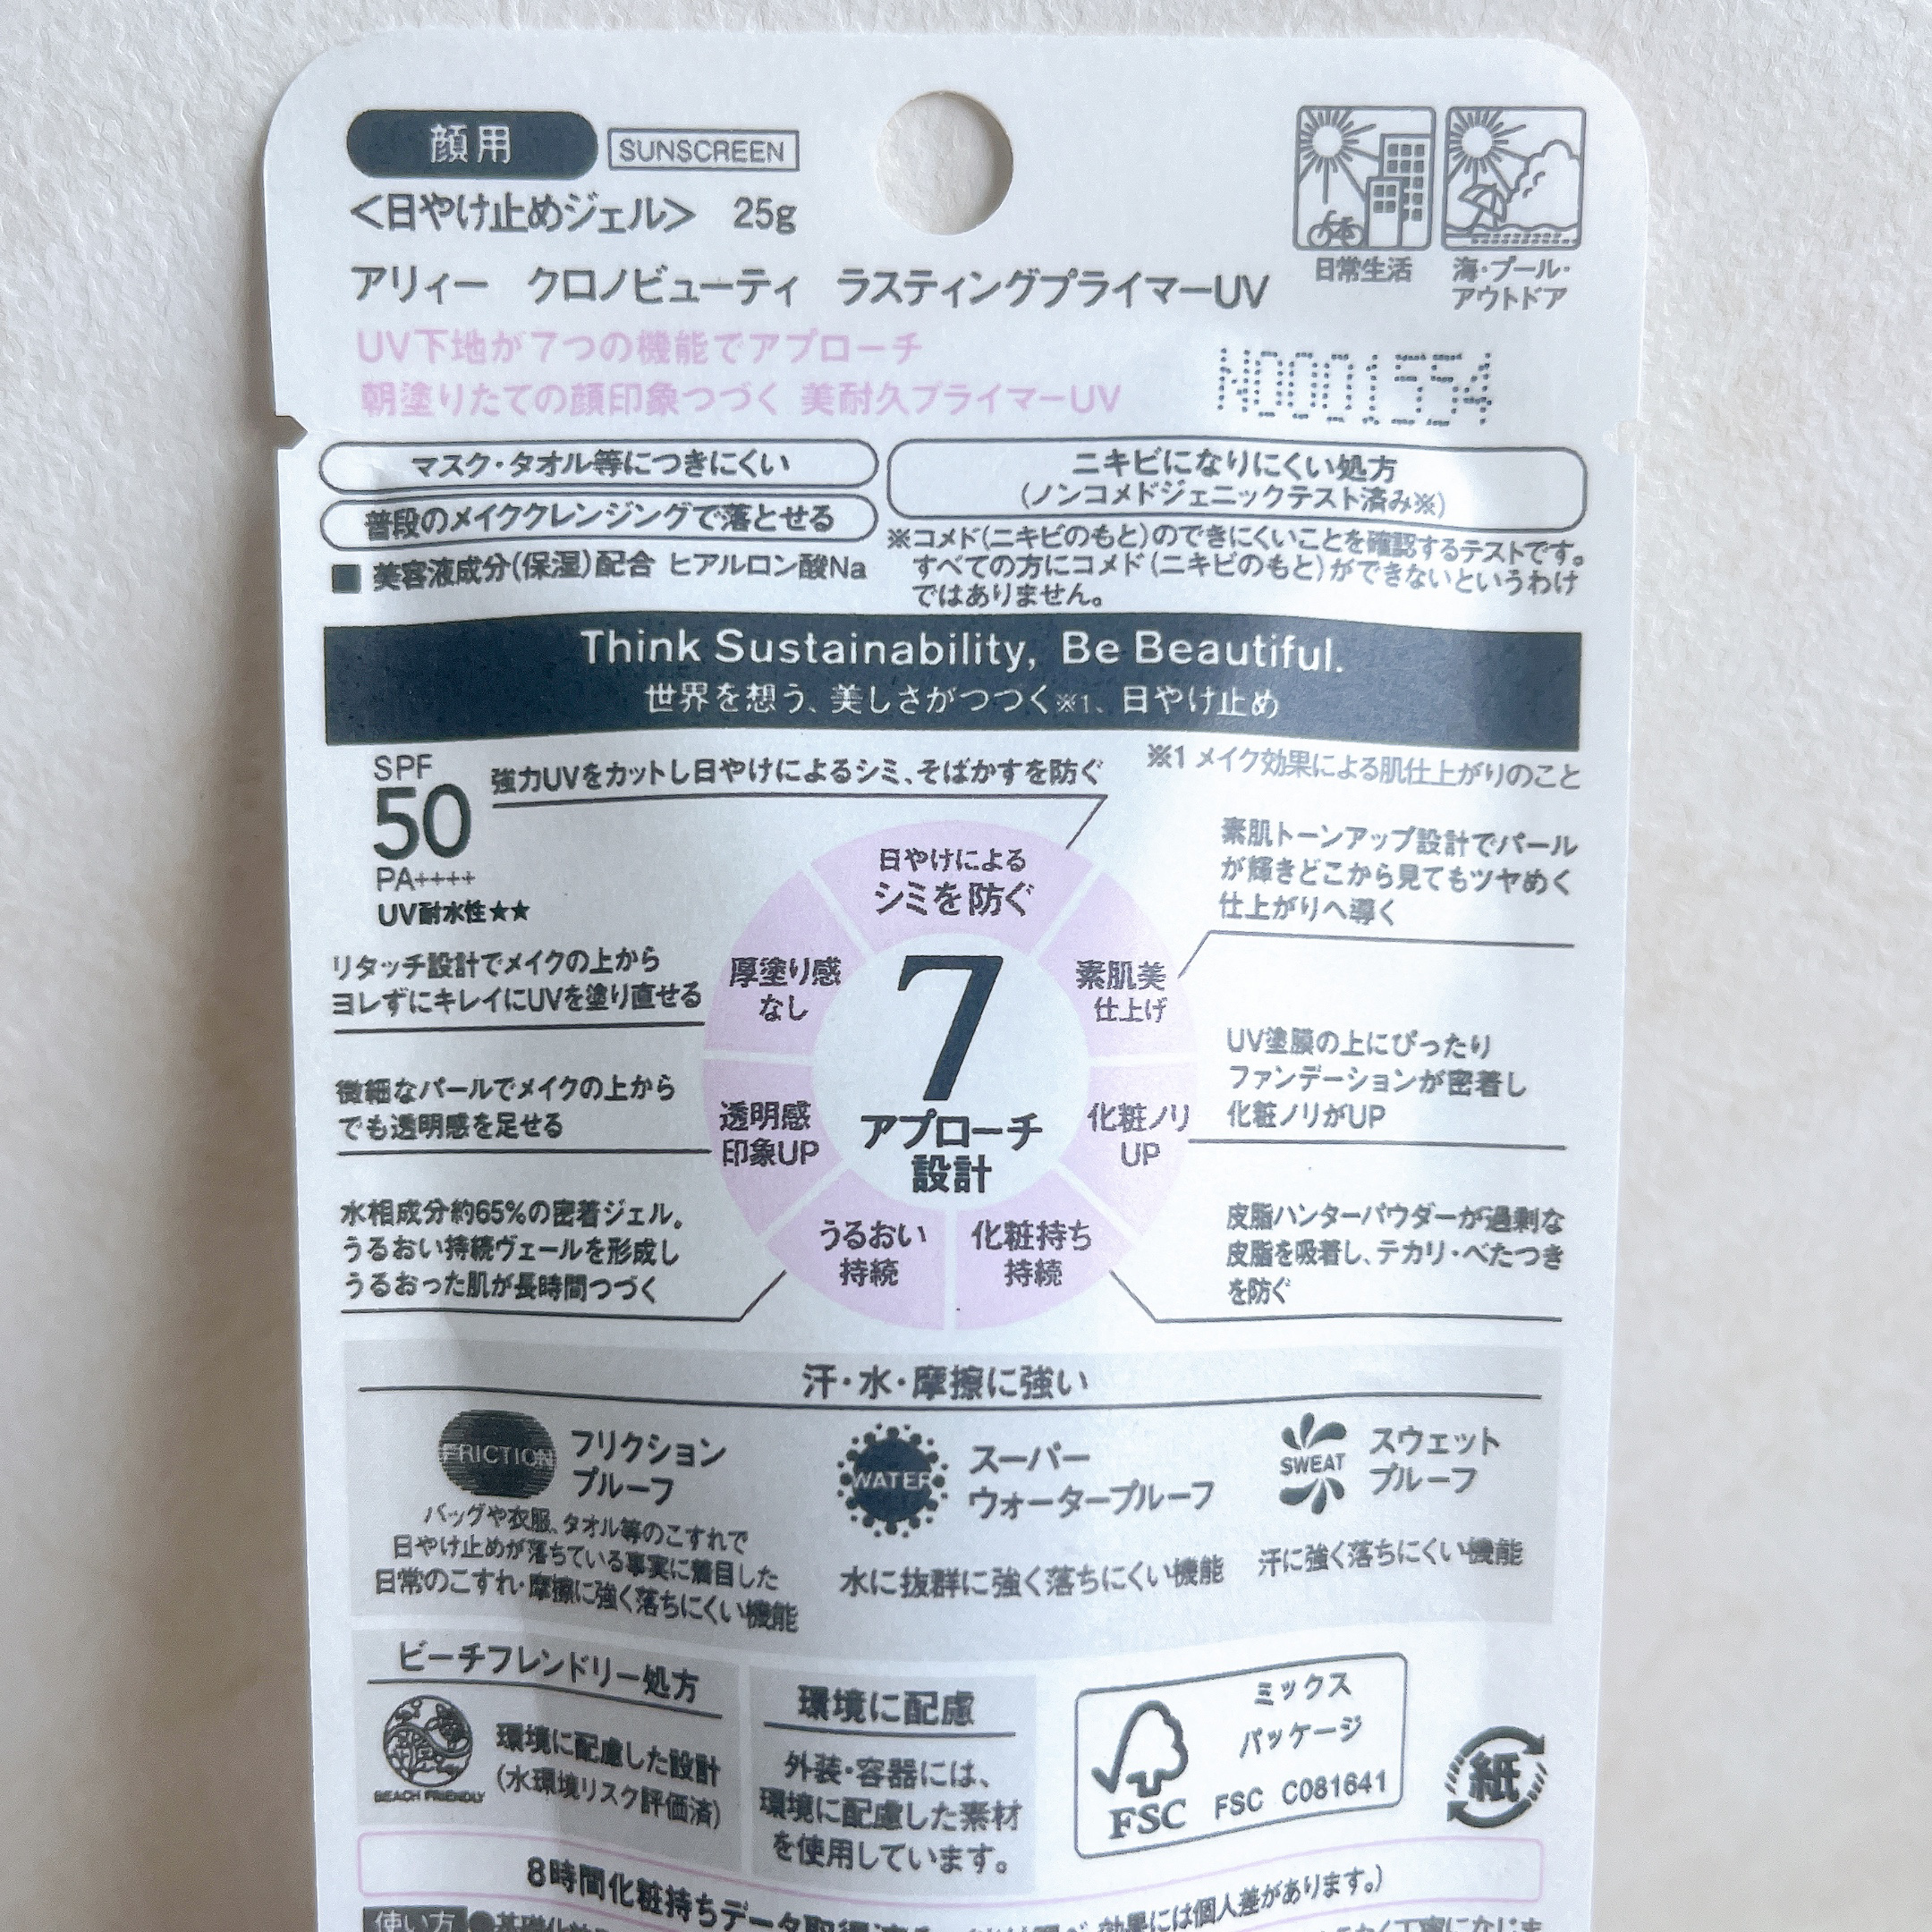 顔用 SUNSCREEN
<日やけ止めジェル> 25g
アリィー クロノビューティ ラスティングプライマーUV
日常生活
海・プール・
アウトドア
UV下地が7つの機能でアプローチ
朝塗りたての顔印象つづく 美耐久プライマーUV
N0001554
マスク・タオル等につきにくい
普段のメイククレンジングで落とせる
■ 美容液成分(保湿)配合 ヒアルロン酸Na
ニキビになりにくい処方
(ノンコメドジェニックテスト済み※)
※コメド(ニキビのもと)のできにくいことを確認するテストです。
すべての方にコメド(ニキビのもと)ができないというわけ
ではありません。
Think Sustainability, Be Beautiful.
世界を想う、美しさがつづく※1、日やけ止め
※1 メイク効果による肌仕上がりのこと
SPF
50
PA++++
UV耐水性★★
強力UVをカットし日やけによるシミ、そばかすを防ぐ
日やけによる
シミを防ぐ
素肌トーンアップ設計でパール
が輝きどこから見てもツヤめく
仕上がりへ導く
素肌美
仕上げ
UV塗膜の上にぴったり
ファンデーションが密着し
化粧ノリがUP
化粧ノリ
UP
皮脂ハンターパウダーが過剰な
皮脂を吸着し、テカリ・べたつき
を防ぐ
化粧持ち
持続
水相成分約65%の密着ジェル。
うるおい持続ヴェールを形成し
うるおった肌が長時間つづく
うるおい
持続
微細なパールでメイクの上から
でも透明感を足せる
透明感
印象UP
リタッチ設計でメイクの上から
ヨレずにキレイにUVを塗り直せる
厚塗り感
なし
7
アプローチ
設計
汗・水・摩擦に強い
FRICTION
フリクション
プルーフ
バッグや衣服、タオル等のこすれで
日やけ止めが落ちている事実に着目した
日常のこすれ・摩擦に強く落ちにくい機能
WATER
スーパー
ウォータープルーフ
水に抜群に強く落ちにくい機能
SWEAT
スウェット
プルーフ
汗に強く落ちにくい機能
ビーチフレンドリー処方
BEACH FRIENDLY
環境に配慮した設計
(水環境リスク評価済)
環境に配慮
外装・容器には、
環境に配慮した素材
を使用しています。
ミックス
パッケージ
FSC FSC C081641
紙
8時間化粧持ちデータ取得済み 効果には個人差があります。)
使い方 ●基礎化粧